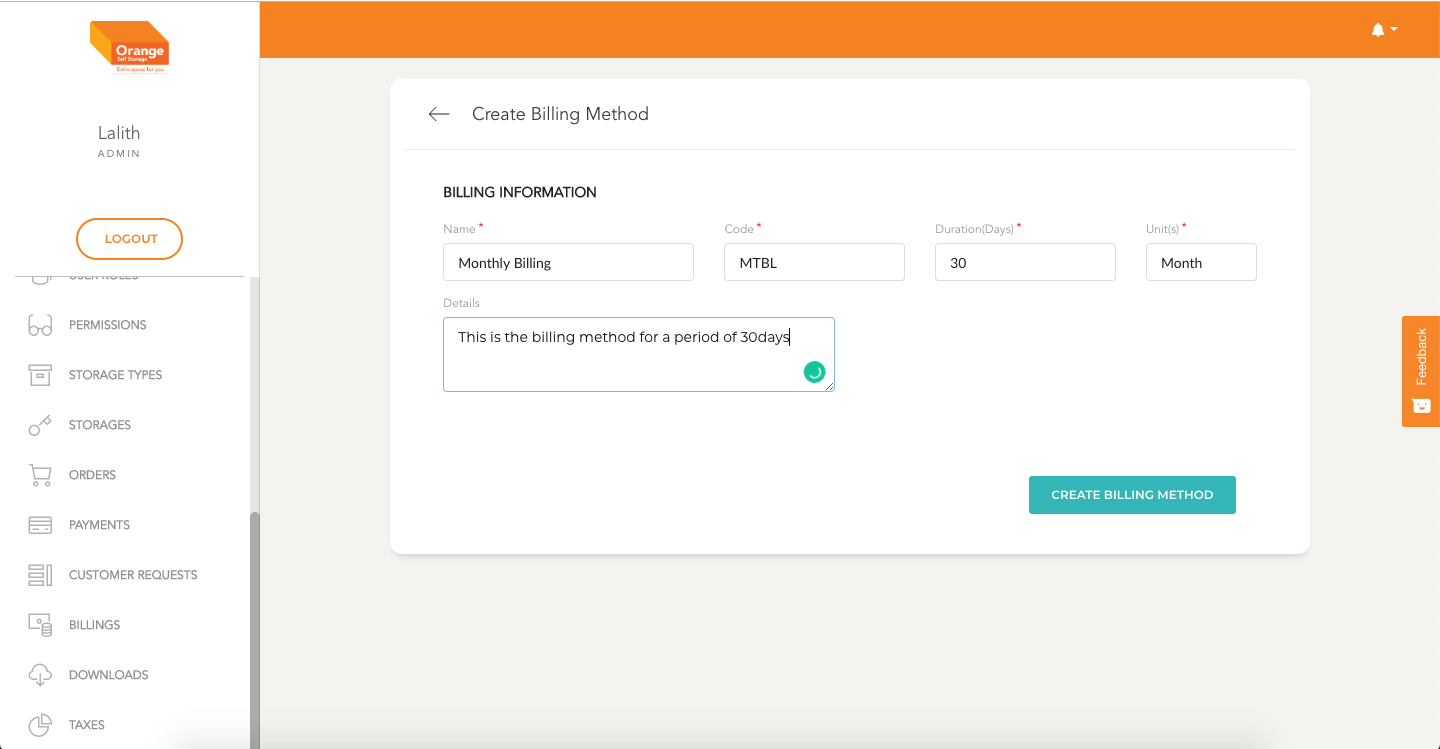 Orange
Self Storage
Extra space for you
Lalith
ADMIN
LOGOUT
USER ROLES
PERMISSIONS
STORAGE TYPES
STORAGES
ORDERS
PAYMENTS
CUSTOMER REQUESTS
BILLINGS
DOWNLOADS
TAXES
Create Billing Method
BILLING INFORMATION
Name * Code * Duration(Days) * Unit(s) *
Monthly Billing MTBL 30 Month
Details
This is the billing method for a period of 30days
CREATE BILLING METHOD
Feedback